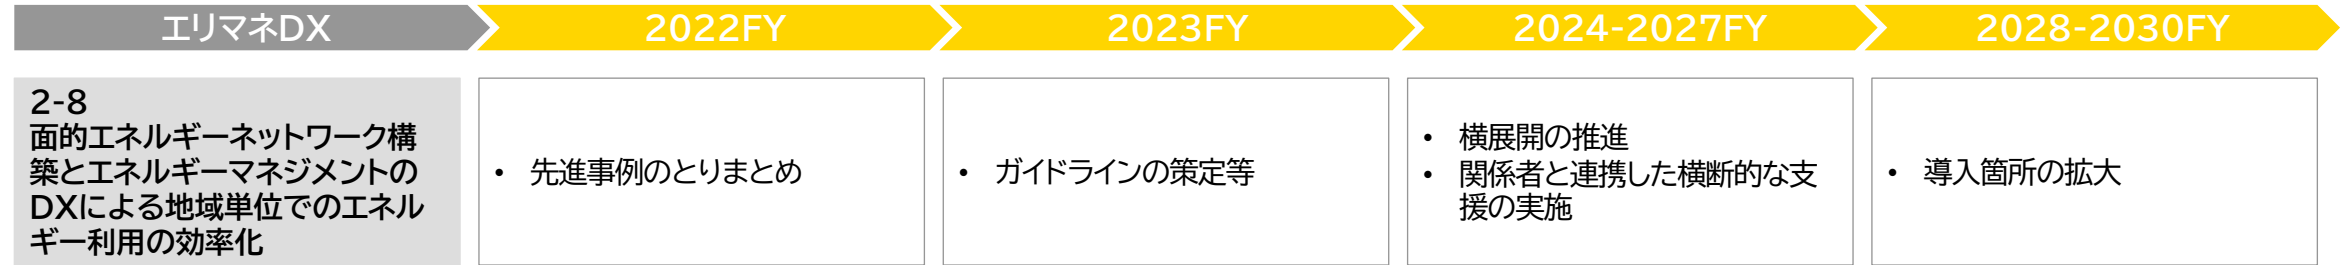 エリマネDX
2022FY
2023FY
2024-2027FY
2028-2030FY
2-8
面的エネルギーネットワーク構
築とエネルギーマネジメントの
DXによる地域単位でのエネル
ギー利用の効率化
• 先進事例のとりまとめ
• ガイドラインの策定等
• 横展開の推進
• 関係者と連携した横断的な支
援の実施
• 導入箇所の拡大